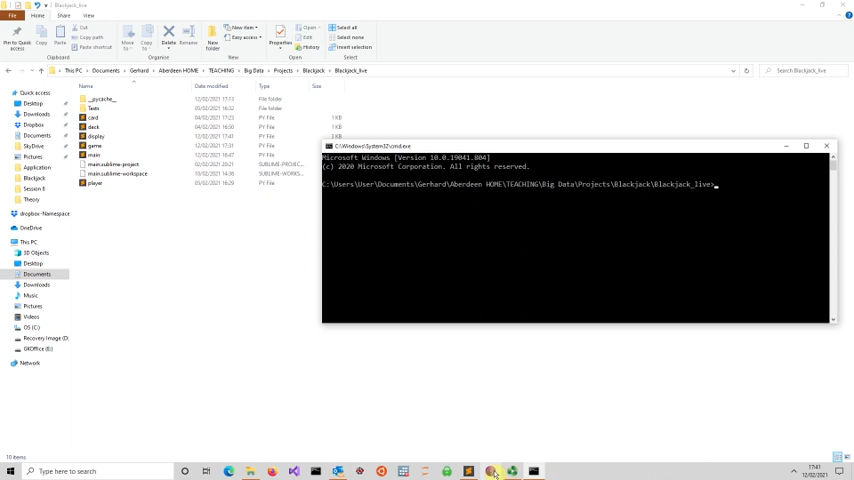 Blackjack_live
File Home Share View
Pin to Quick access
Copy
Paste
Cut
Copy path
Paste shortcut
Clipboard
Move to
Copy to
Delete
Rename
Organise
New folder
New item
Easy access
New
Properties
Open
Edit
History
Open
Select all
Select none
Invert selection
Select
This PC Documents Gerhard Aberdeen HOME TEACHING Big Data Projects Blackjack Blackjack_live
Search Blackjack_live
Name Date modified Type Size
__pycache__ 12/02/2021 17:13 File folder
Tests 05/02/2021 16:32 File folder
card 04/02/2021 17:23 PY File 1 KB
deck 04/02/2021 16:50 PY File 1 KB
display 12/02/2021 17:41 PY File
game 12/02/2021 17:31 PY File
main 12/02/2021 16:47 PY File
main.sublime-project 02/02/2021 20:21 SUBLIME-PROJEC...
main.sublime-workspace 10/02/2021 14:36 SUBLIME-WORKS...
player 03/02/2021 16:29 PY File
Quick access
Desktop
Downloads
Dropbox
Documents
SkyDrive
Pictures
Application
Blackjack
Session 8
Theory
dropbox-Namespace
OneDrive
This PC
3D Objects
Desktop
Documents
Downloads
Music
Pictures
Videos
OS (C:)
Recovery Image (D:
GKOffice (E:)
Network
C:\Windows\System32\cmd.exe
Microsoft Windows [Version 10.0.19041.804]
(c) 2020 Microsoft Corporation. All rights reserved.
C:\Users\User\Documents\Gerhard\Aberdeen HOME\TEACHING\Big Data\Projects\Blackjack\Blackjack_live>
10 items
Type here to search
17:41
12/02/2021